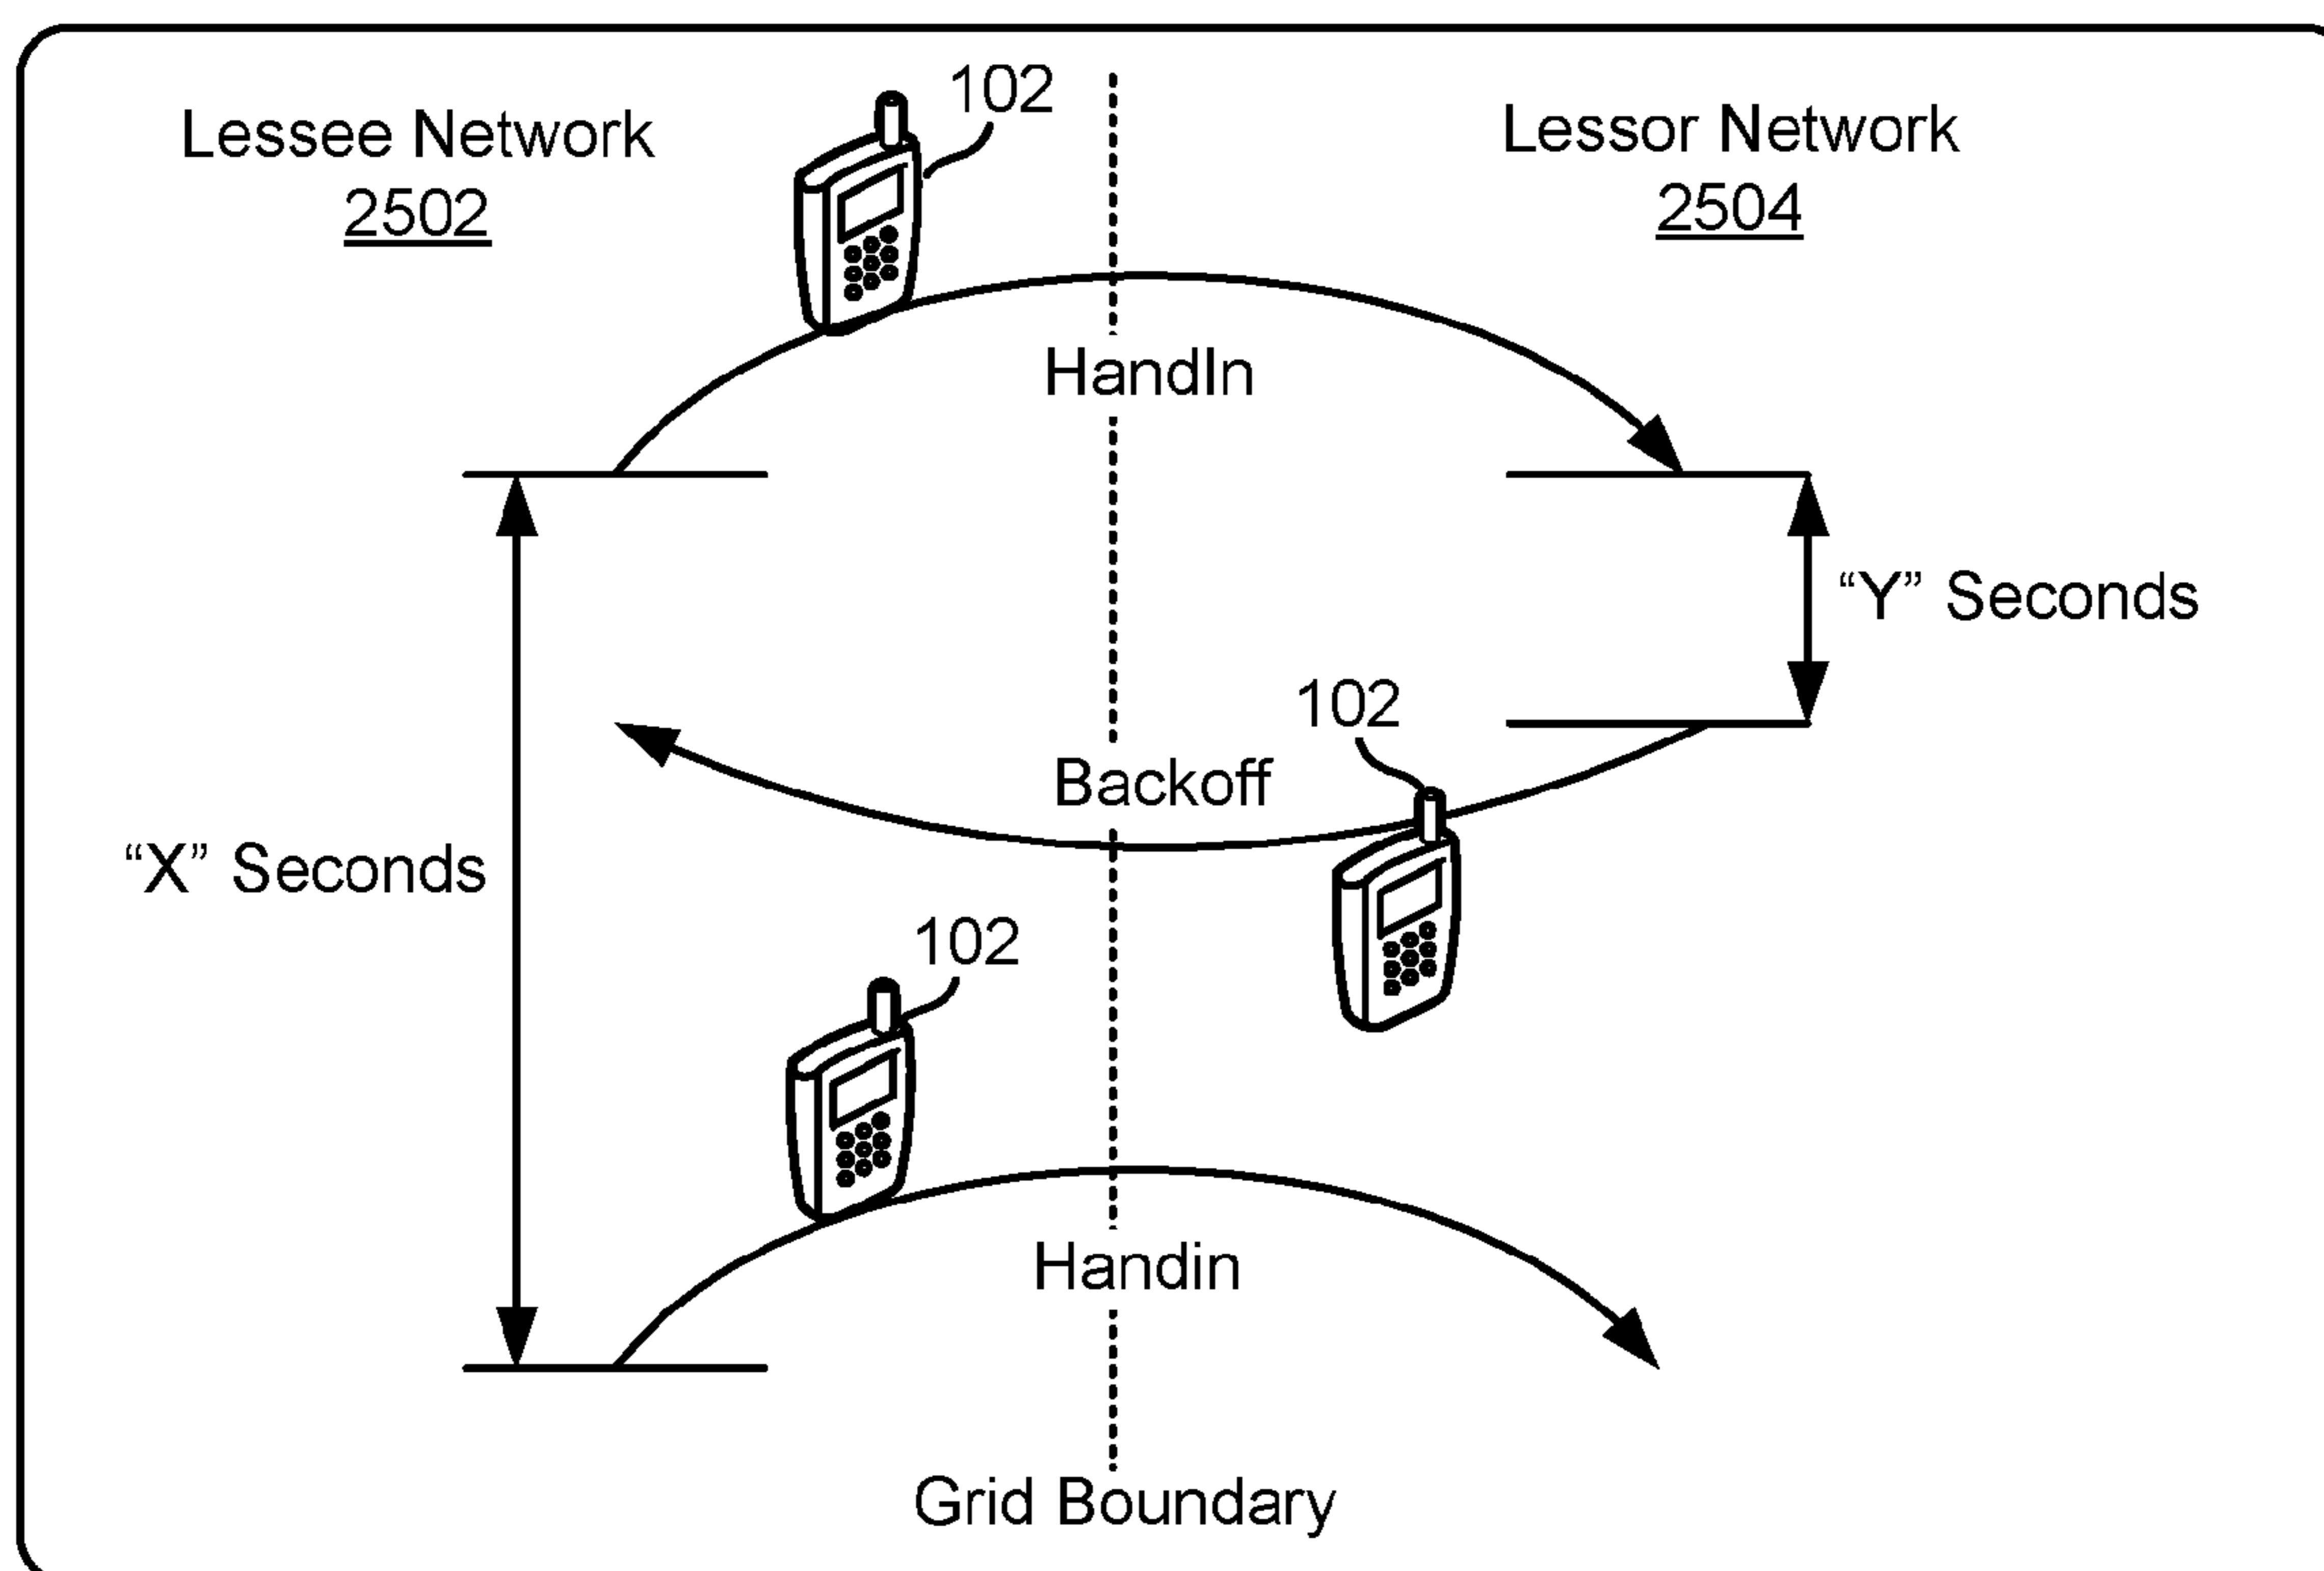 102
Lessee Network
2502
Lessor Network
2504
HandIn
“Y” Seconds
102
Backoff
“X” Seconds
102
Handin
Grid Boundary